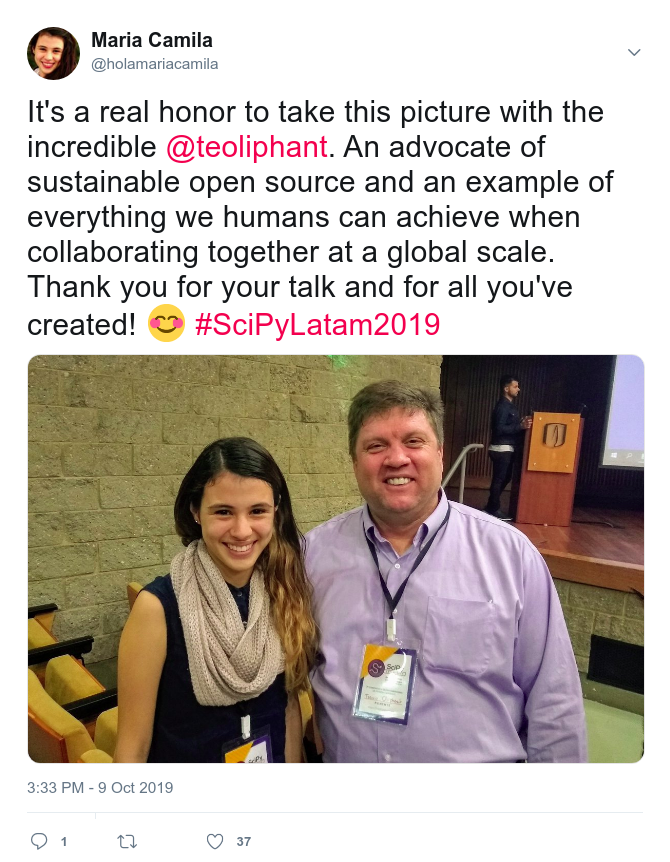 Maria Camila
@holamariacamila
It's a real honor to take this picture with the
incredible @teoliphant. An advocate of
sustainable open source and an example of
everything we humans can achieve when
collaborating together at a global scale.
Thank you for your talk and for all you've
created! 😊 #SciPyLatam2019
SciP
SciPy
3:33 PM - 9 Oct 2019
1
37